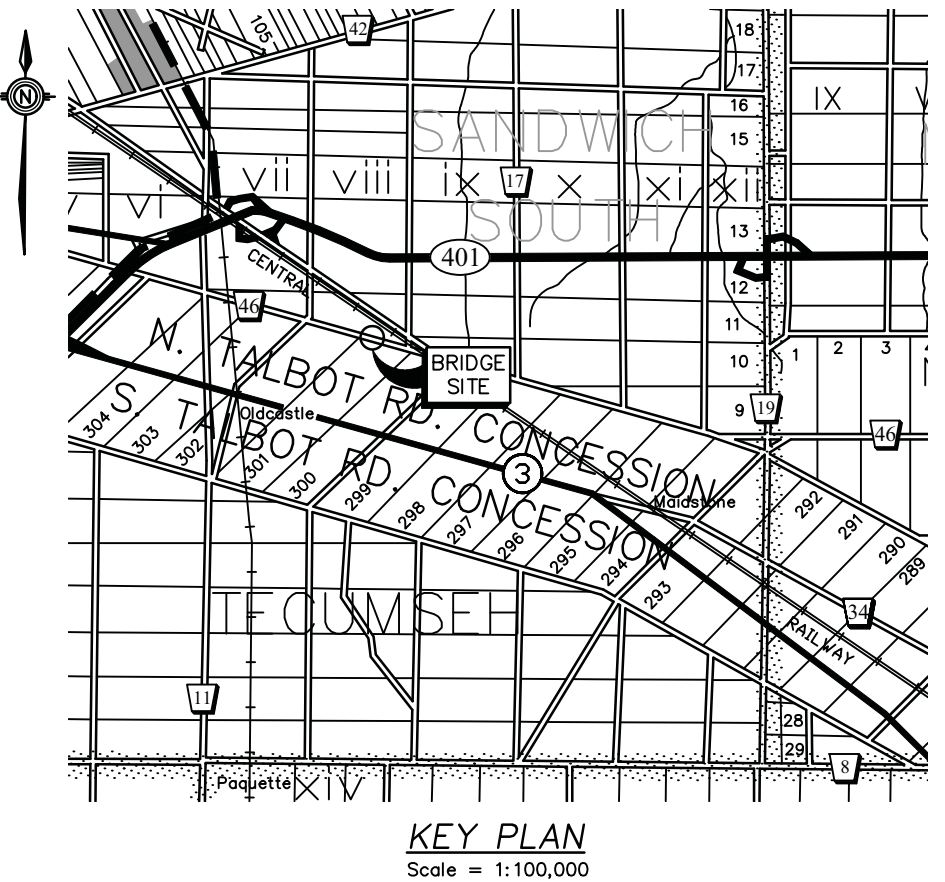 105
42
18
17
16
15
IX
SANDWICH
SOUTH
vi
vii
viii
ix
17
x
xi
xii
13
401
12
11
10
9
CENTRAL
46
N. TALBOT RD. CONCESSION
S. TALBOT RD. CONCESSION
BRIDGE
SITE
Oldcastle
1
2
3
19
46
3
Maidstone
304
303
302
301
300
299
298
297
296
295
294
293
292
291
290
289
34
RAILWAY
TECUMSEH
11
28
29
8
Paquette
XIV
N
KEY PLAN
Scale = 1:100,000